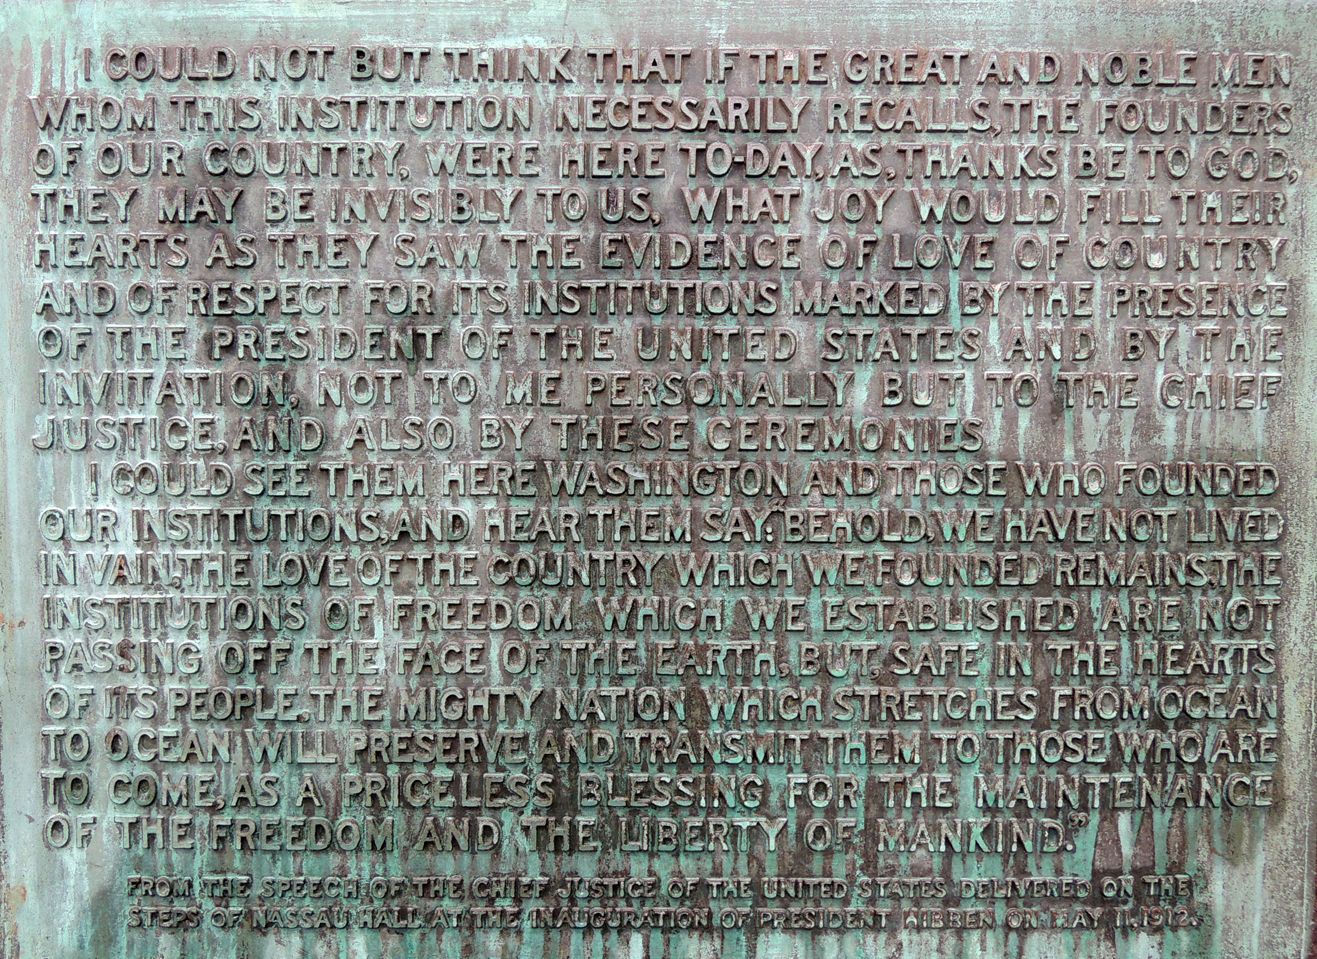 "I COULD NOT BUT THINK THAT IF THE GREAT AND NOBLE MEN
WHOM THIS INSTITUTION NECESSARILY RECALLS, THE FOUNDERS
OF OUR COUNTRY, WERE HERE TO-DAY, AS THANKS BE TO GOD,
THEY MAY BE INVISIBLY TO US, WHAT JOY WOULD FILL THEIR
HEARTS AS THEY SAW THE EVIDENCE OF LOVE OF COUNTRY
AND OF RESPECT FOR ITS INSTITUTIONS MARKED BY THE PRESENCE
OF THE PRESIDENT OF THE UNITED STATES AND BY THE
INVITATION, NOT TO ME PERSONALLY BUT TO THE CHIEF
JUSTICE, AND ALSO BY THESE CEREMONIES.
"I COULD SEE THEM HERE WASHINGTON AND THOSE WHO FOUNDED
OUR INSTITUTIONS, AND HEAR THEM SAY: BEHOLD, WE HAVE NOT LIVED
IN VAIN, THE LOVE OF THE COUNTRY WHICH WE FOUNDED REMAINS, THE
INSTITUTIONS OF FREEDOM WHICH WE ESTABLISHED ARE NOT
PASSING OFF THE FACE OF THE EARTH, BUT, SAFE IN THE HEARTS
OF ITS PEOPLE, THE MIGHTY NATION WHICH STRETCHES FROM OCEAN
TO OCEAN WILL PRESERVE AND TRANSMIT THEM TO THOSE WHO ARE
TO COME, AS A PRICELESS BLESSING FOR THE MAINTENANCE
OF THE FREEDOM AND THE LIBERTY OF MANKIND."
FROM THE SPEECH OF THE CHIEF JUSTICE OF THE UNITED STATES DELIVERED ON THE
STEPS OF NASSAU HALL AT THE INAUGURATION OF PRESIDENT HIBBEN ON MAY 11, 1912.